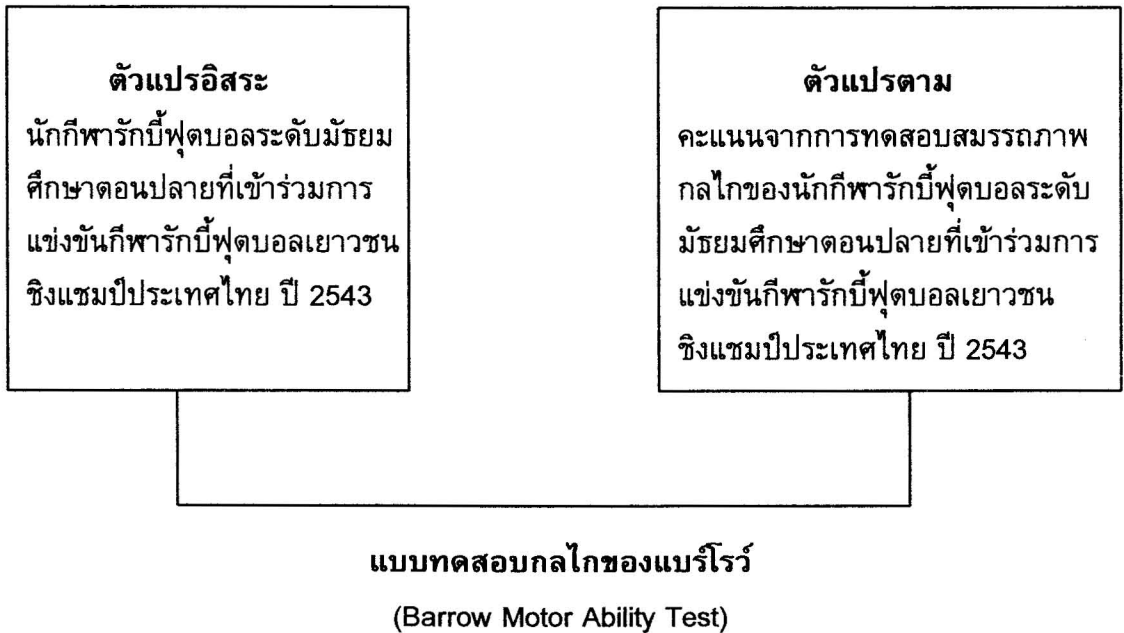 ตัวแปรอิสระ
นักกีฬารักบี้ฟุตบอลระดับมัธยม
ศึกษาตอนปลายที่เข้าร่วมการ
แข่งขันกีฬารักบี้ฟุตบอลเยาวชน
ชิงแชมป์ประเทศไทย ปี 2543
ตัวแปรตาม
คะแนนจากการทดสอบสมรรถภาพ
กลไกของนักกีฬารักบี้ฟุตบอลระดับ
มัธยมศึกษาตอนปลายที่เข้าร่วมการ
แข่งขันกีฬารักบี้ฟุตบอลเยาวชน
ชิงแชมป์ประเทศไทย ปี 2543
แบบทดสอบกลไกของแบร์โรว์
(Barrow Motor Ability Test)